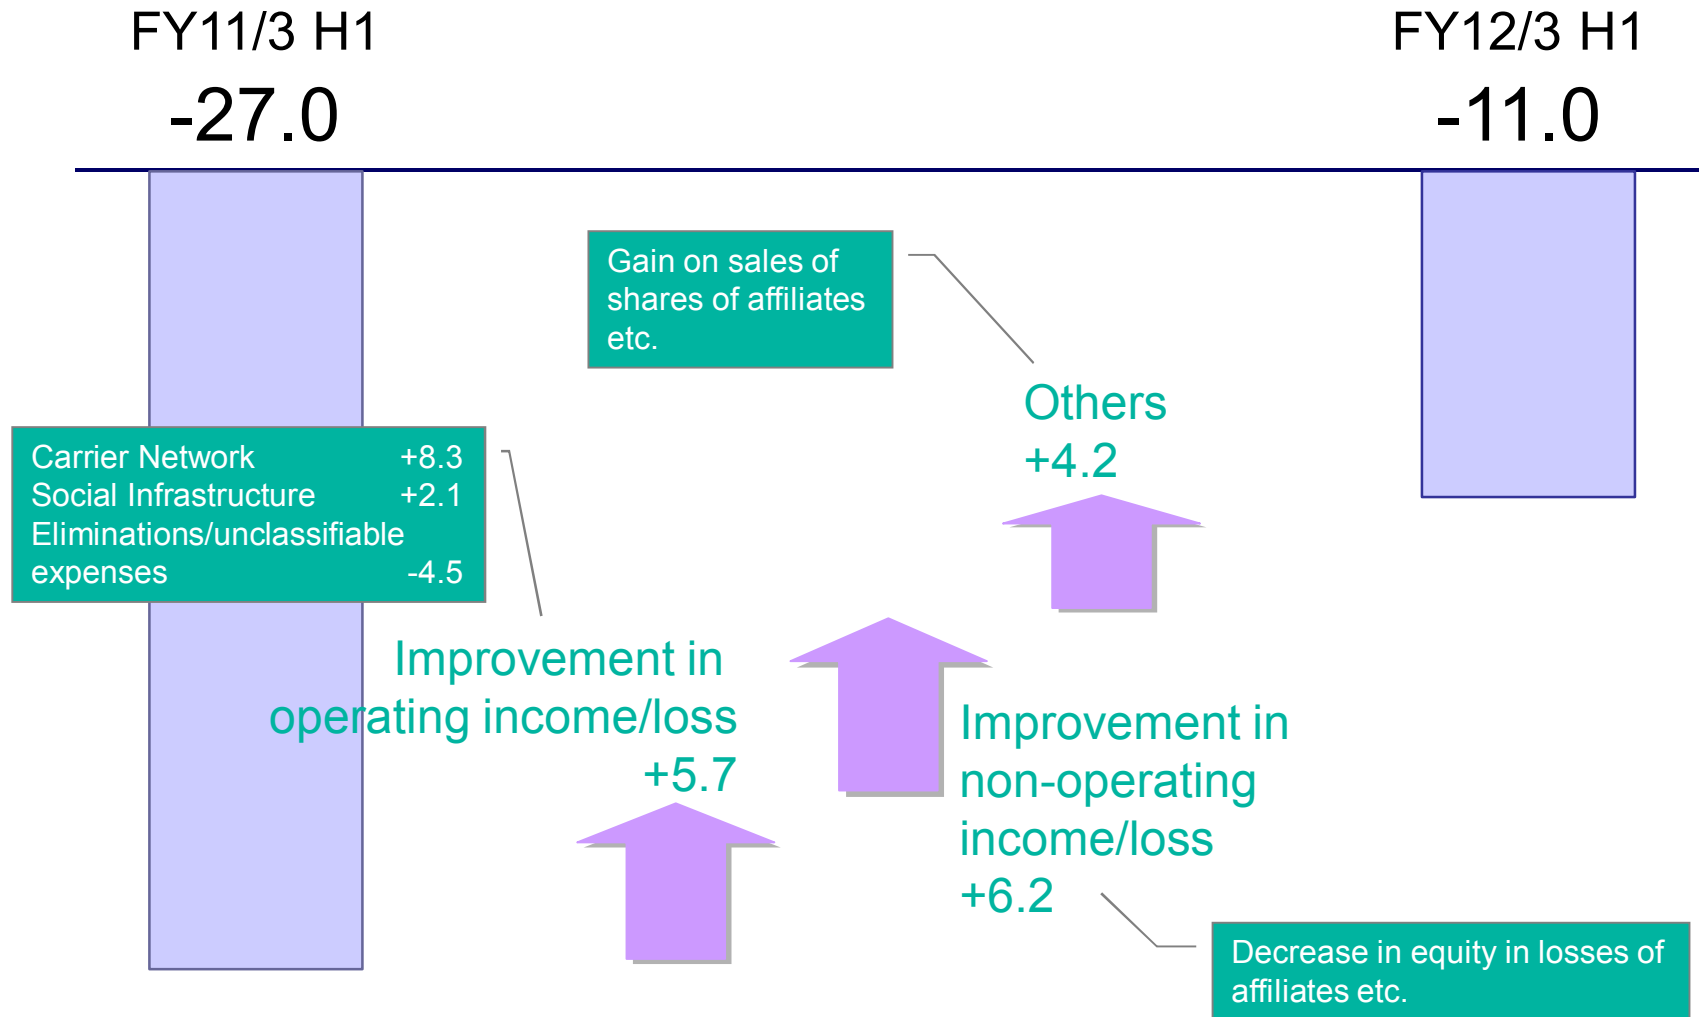 FY11/3 H1
-27.0
FY12/3 H1
-11.0
Gain on sales of
shares of affiliates
etc.
Others
+4.2
Carrier Network +8.3
Social Infrastructure +2.1
Eliminations/unclassifiable
expenses -4.5
Improvement in
operating income/loss
+5.7
Improvement in
non-operating
income/loss
+6.2
Decrease in equity in losses of
affiliates etc.